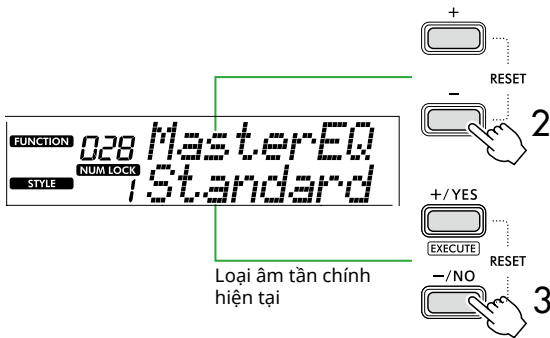 +
RESET
−
2
FUNCTION 028 MasterEQ
NUM LOCK
STYLE 1 Standard
+/YES
EXECUTE
RESET
−/NO
3
Loại âm tần chính
hiện tại